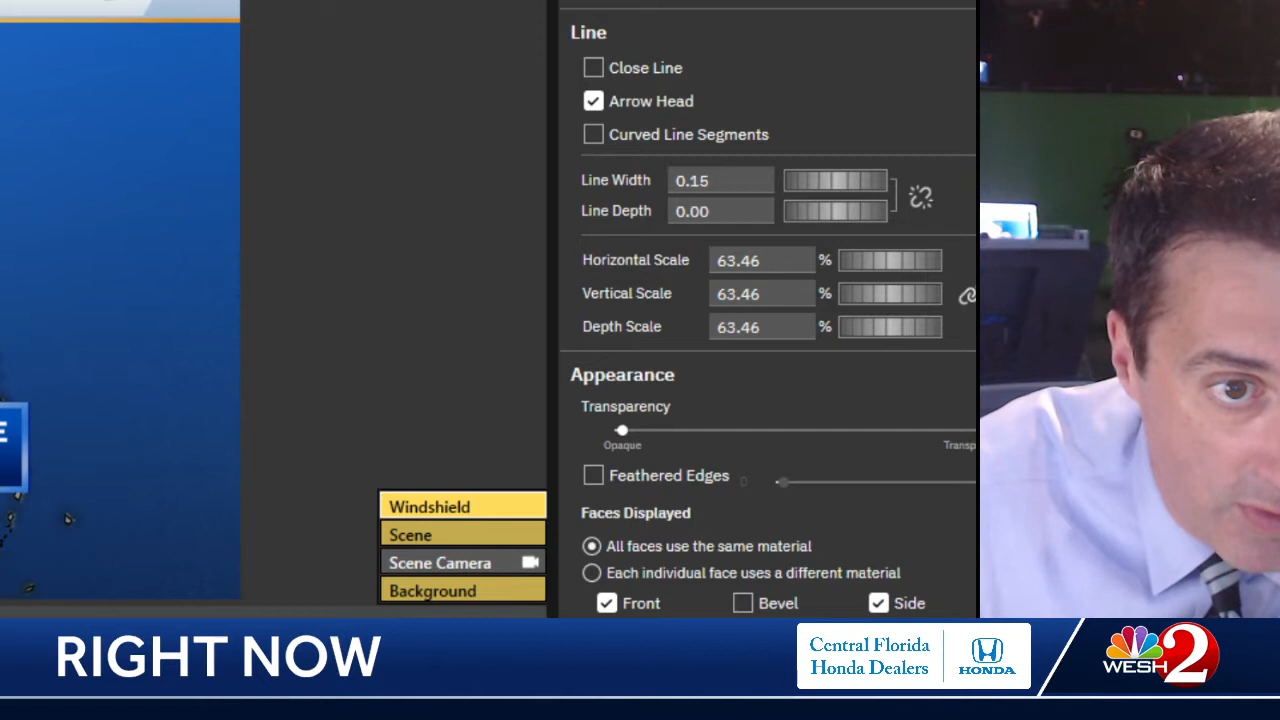 Line
Close Line
Arrow Head
Curved Line Segments
Line Width 0.15
Line Depth 0.00
Horizontal Scale 63.46 %
Vertical Scale 63.46 %
Depth Scale 63.46 %
Appearance
Transparency
Opaque Transp
Feathered Edges 0
Faces Displayed
All faces use the same material
Each individual face uses a different material
Front Bevel Side
E
Windshield
Scene
Scene Camera
Background
RIGHT NOW
Central Florida
Honda Dealers
HONDA
WESH 2